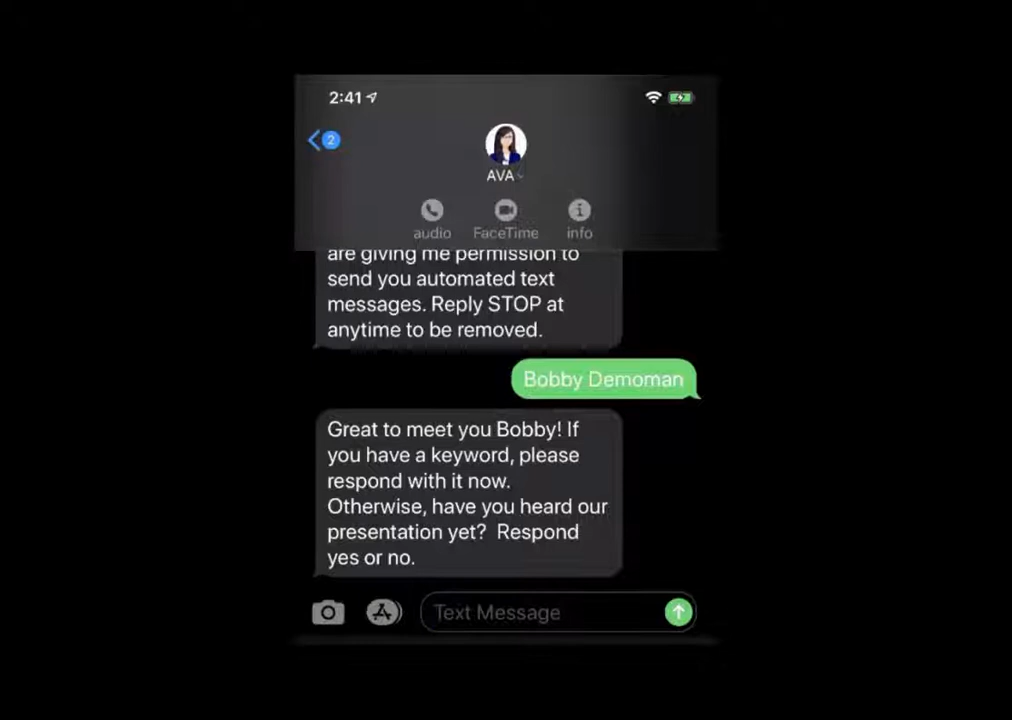 2:41
2
AVA
audio FaceTime info
are giving me permission to
send you automated text
messages. Reply STOP at
anytime to be removed.
Bobby Demoman
Great to meet you Bobby! If
you have a keyword, please
respond with it now.
Otherwise, have you heard our
presentation yet?  Respond
yes or no.
Text Message